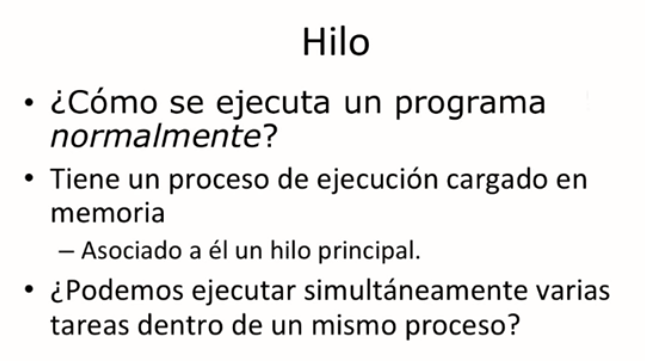 Hilo
• ¿Cómo se ejecuta un programa
normalmente?
• Tiene un proceso de ejecución cargado en
memoria
– Asociado a él un hilo principal.
• ¿Podemos ejecutar simultáneamente varias
tareas dentro de un mismo proceso?